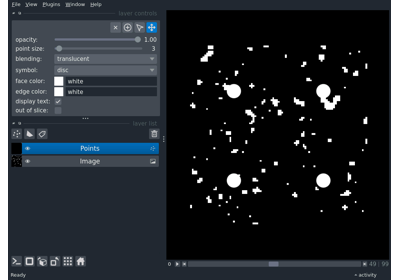 File View Plugins Window Help
layer controls
opacity: 1.00
point size: 3
blending: translucent
symbol: disc
face color: white
edge color: white
display text: ✓
out of slice:
layer list
Points
Image
49 99
Ready
activity